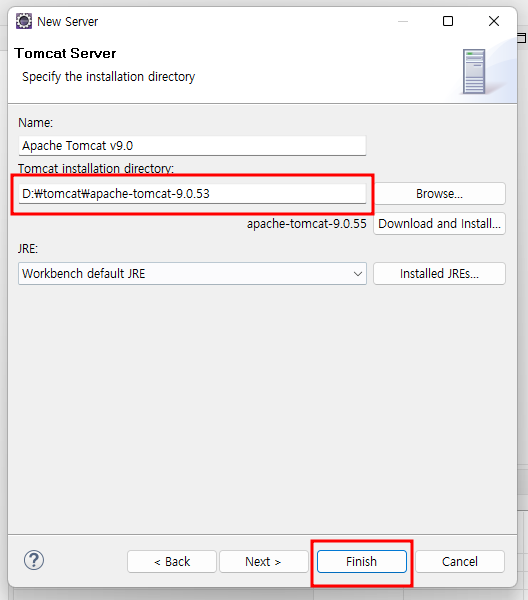 New Server
Tomcat Server
Specify the installation directory
Name:
Apache Tomcat v9.0
Tomcat installation directory:
D:₩tomcat₩apache-tomcat-9.0.53
Browse...
apache-tomcat-9.0.55
Download and Install...
JRE:
Workbench default JRE
Installed JREs...
?
< Back
Next >
Finish
Cancel